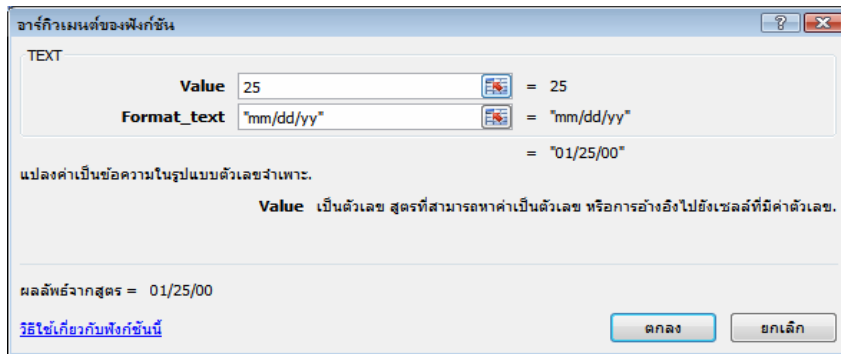 อาร์กิวเมนต์ของฟังก์ชัน
TEXT
Value 25 = 25
Format_text "mm/dd/yy" = "mm/dd/yy"
= "01/25/00"
แปลงค่าเป็นข้อความในรูปแบบตัวเลขจำเพาะ.
Value เป็นตัวเลข สูตรที่สามารถหาค่าเป็นตัวเลข หรือการอ้างอิงไปยังเซลล์ที่มีค่าตัวเลข.
ผลลัพธ์จากสูตร = 01/25/00
วิธีใช้เกี่ยวกับฟังก์ชันนี้ ตกลง ยกเลิก